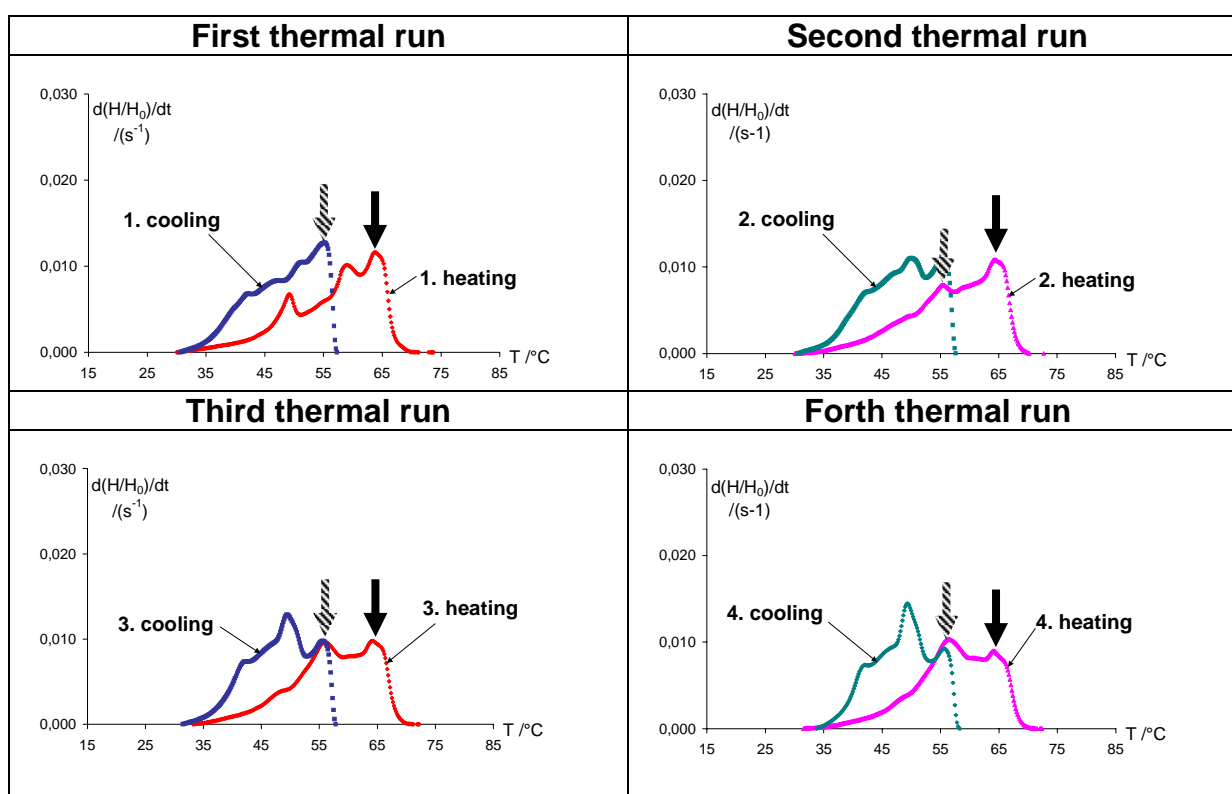 First thermal run
Second thermal run
0,030
d(H/H0)/dt
/(s-1)
0,020
1. cooling
0,010
1. heating
0,000
T /°C
15 25 35 45 55 65 75 85
0,030
d(H/H0)/dt
/(s-1)
0,020
2. cooling
0,010
2. heating
0,000
T /°C
15 25 35 45 55 65 75 85
Third thermal run
Forth thermal run
0,030
d(H/H0)/dt
/(s-1)
0,020
3. cooling
3. heating
0,010
0,000
T /°C
15 25 35 45 55 65 75 85
0,030
d(H/H0)/dt
/(s-1)
0,020
4. cooling
4. heating
0,010
0,000
T /°C
15 25 35 45 55 65 75 85